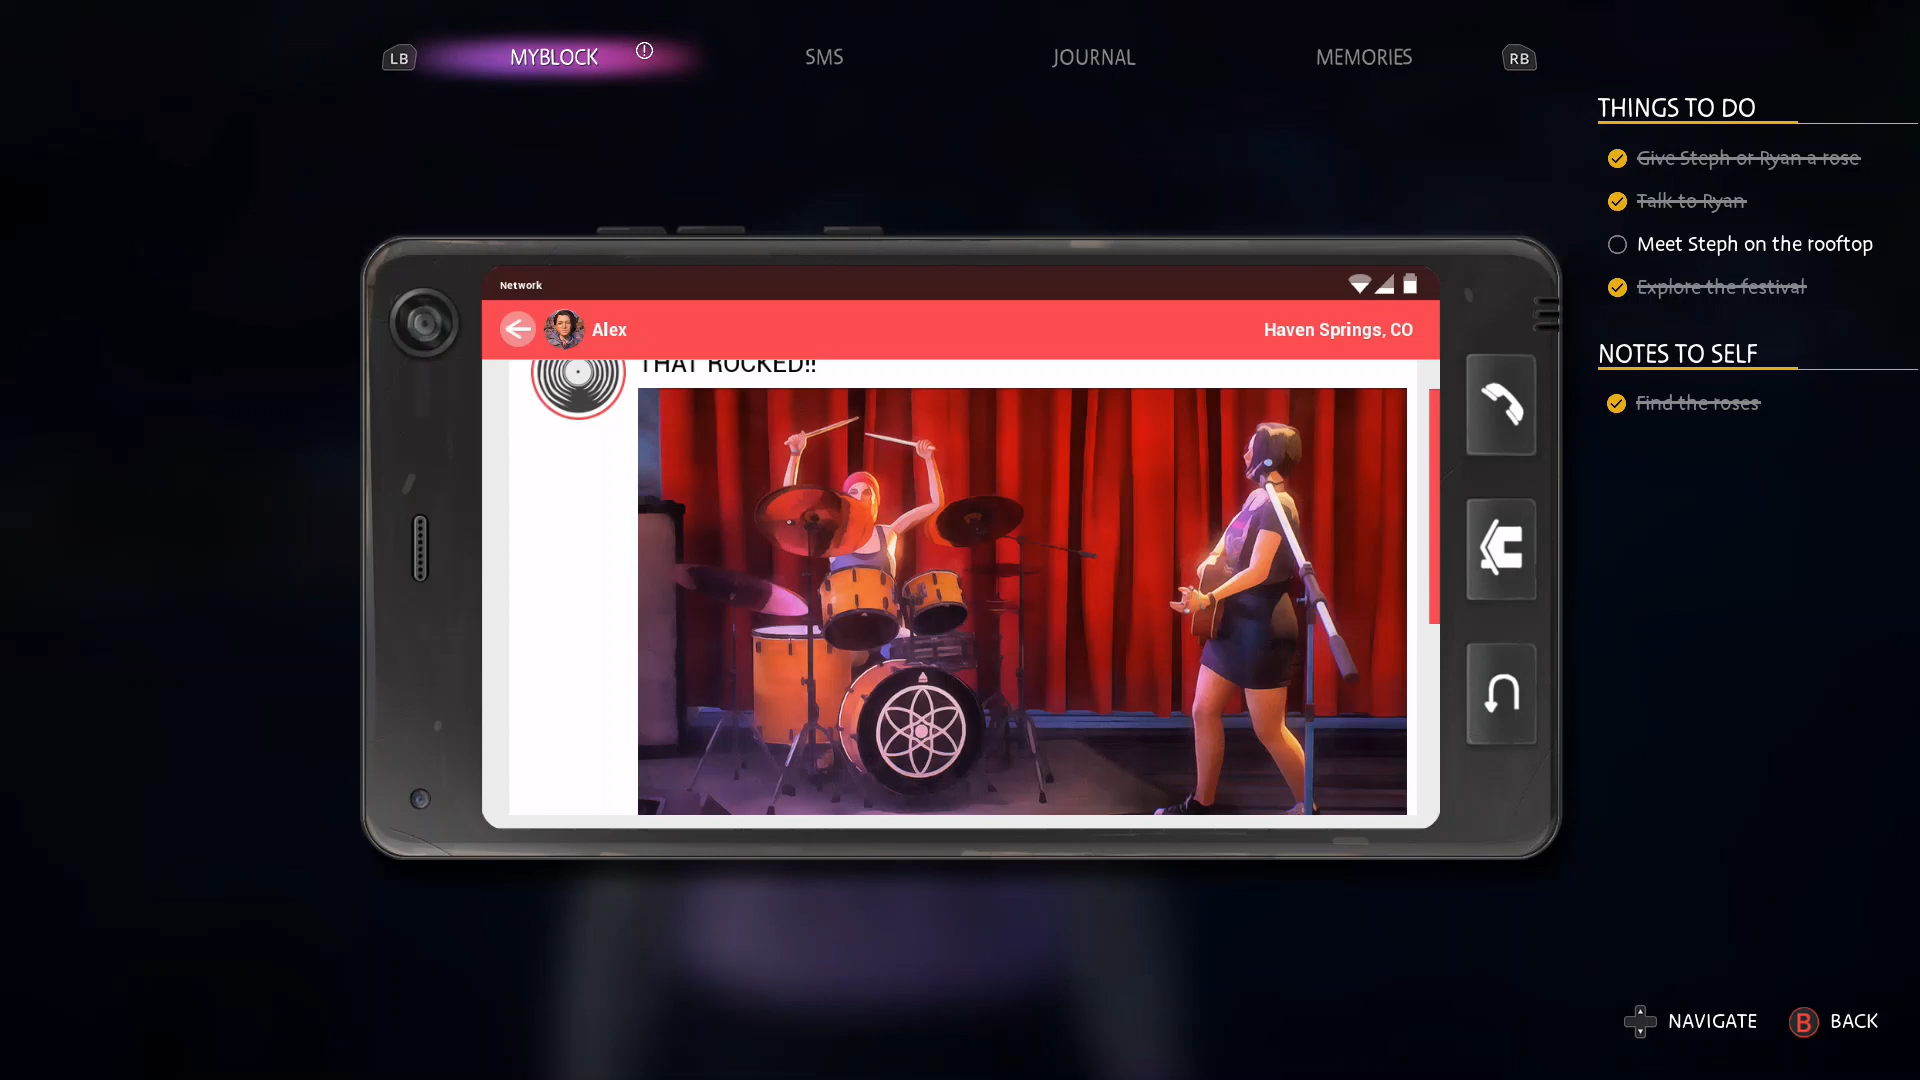 LB
MYBLOCK
SMS
JOURNAL
MEMORIES
RB
THINGS TO DO
Give Steph or Ryan a rose
Talk to Ryan
Meet Steph on the rooftop
Explore the festival
NOTES TO SELF
Find the roses
Network
Alex
Haven Springs, CO
THAT ROCKED!!
NAVIGATE
B BACK